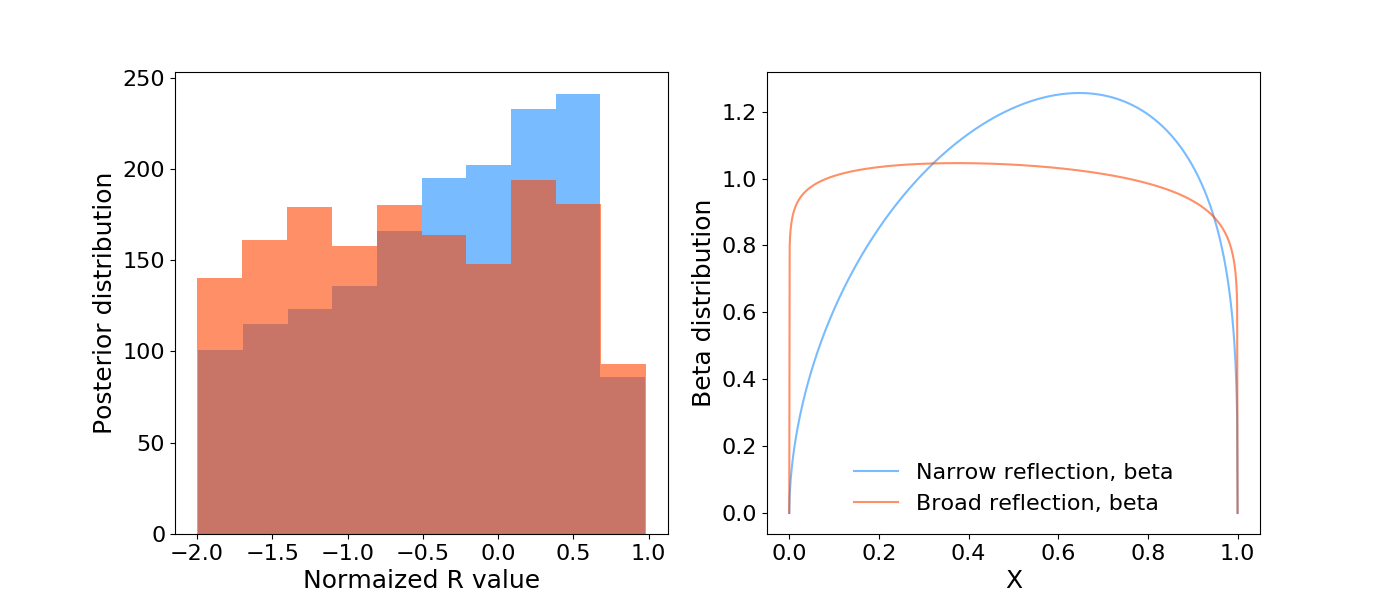 Posterior distribution
250
200
150
100
50
0
−2.0 −1.5 −1.0 −0.5 0.0 0.5 1.0
Normaized R value
Beta distribution
1.2
1.0
0.8
0.6
0.4
0.2
0.0
Narrow reflection, beta
Broad reflection, beta
0.0 0.2 0.4 0.6 0.8 1.0
X